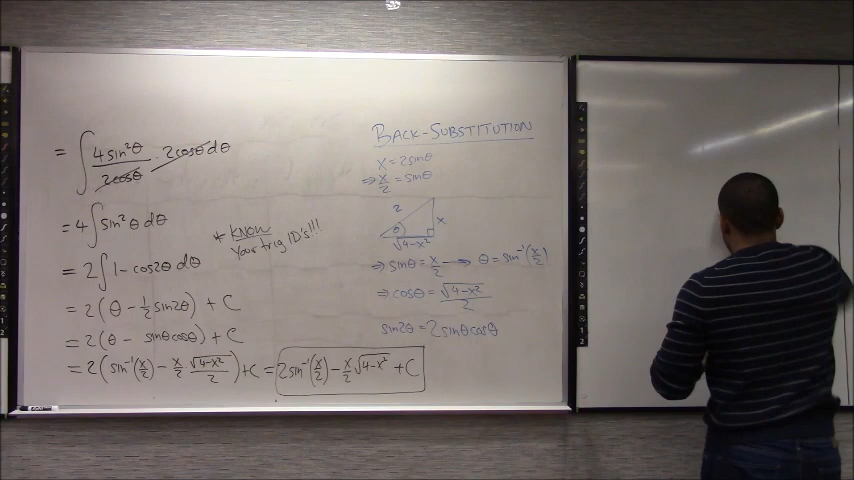 = ∫ 4sin²θ / 2cosθ · 2cosθ dθ
= 4∫ sin²θ dθ
* KNOW
Your trig ID's!!!
= 2∫ 1 - cos2θ dθ
= 2(θ - 1/2 sin2θ) + C
= 2(θ - sinθcosθ) + C
= 2(sin⁻¹(x/2) - x/2 √(4-x²)/2) + C = 2sin⁻¹(x/2) - x/2 √(4-x²) + C
BACK-SUBSTITUTION
x = 2sinθ
⇒ x/2 = sinθ
2
θ
x
√(4-x²)
⇒ sinθ = x/2 → θ = sin⁻¹(x/2)
⇒ cosθ = √(4-x²)/2
sin2θ = 2sinθcosθ